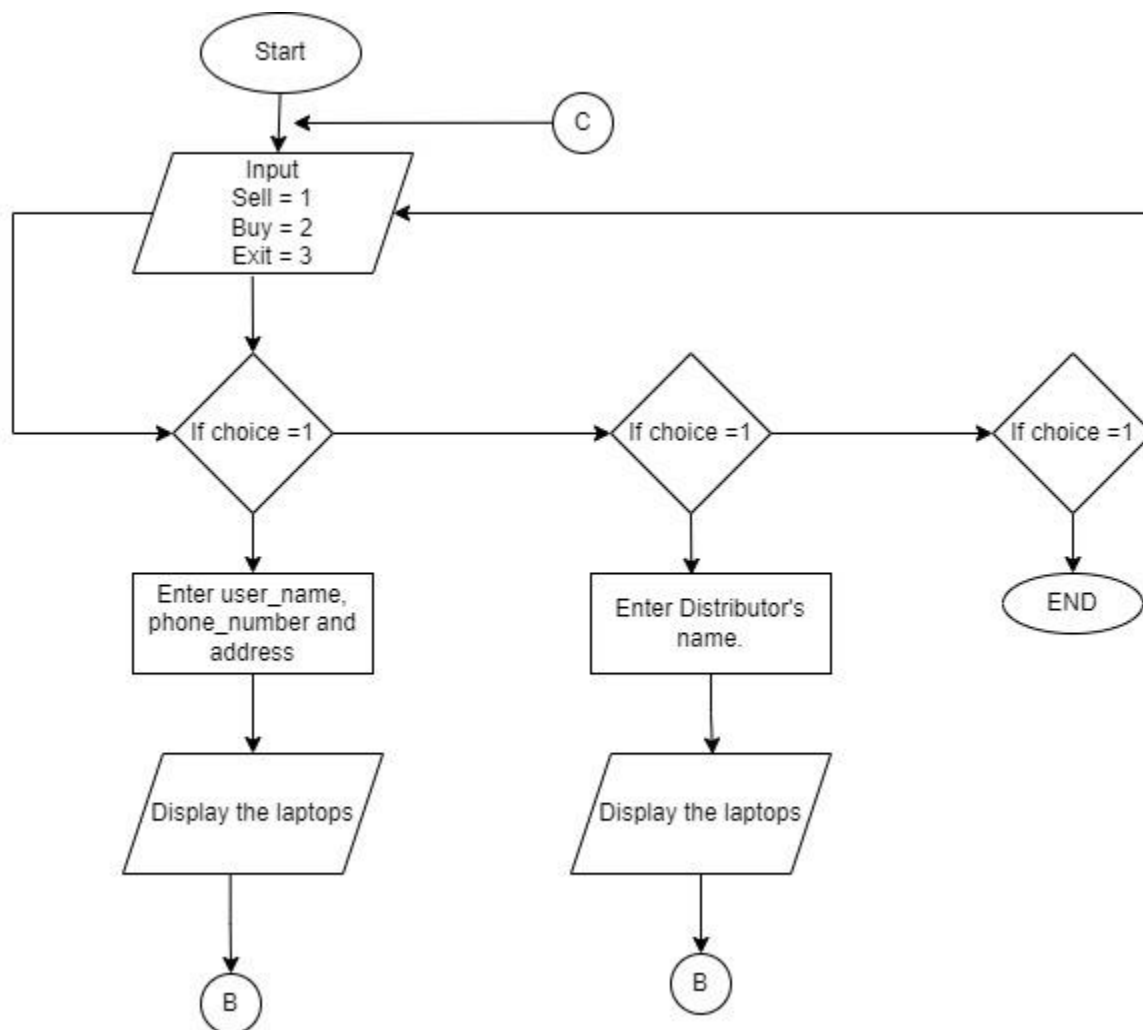 Start
C
Input
Sell = 1
Buy = 2
Exit = 3
If choice =1
If choice =1
If choice =1
Enter user_name,
phone_number and
address
Enter Distributor's
name.
END
Display the laptops
Display the laptops
B
B